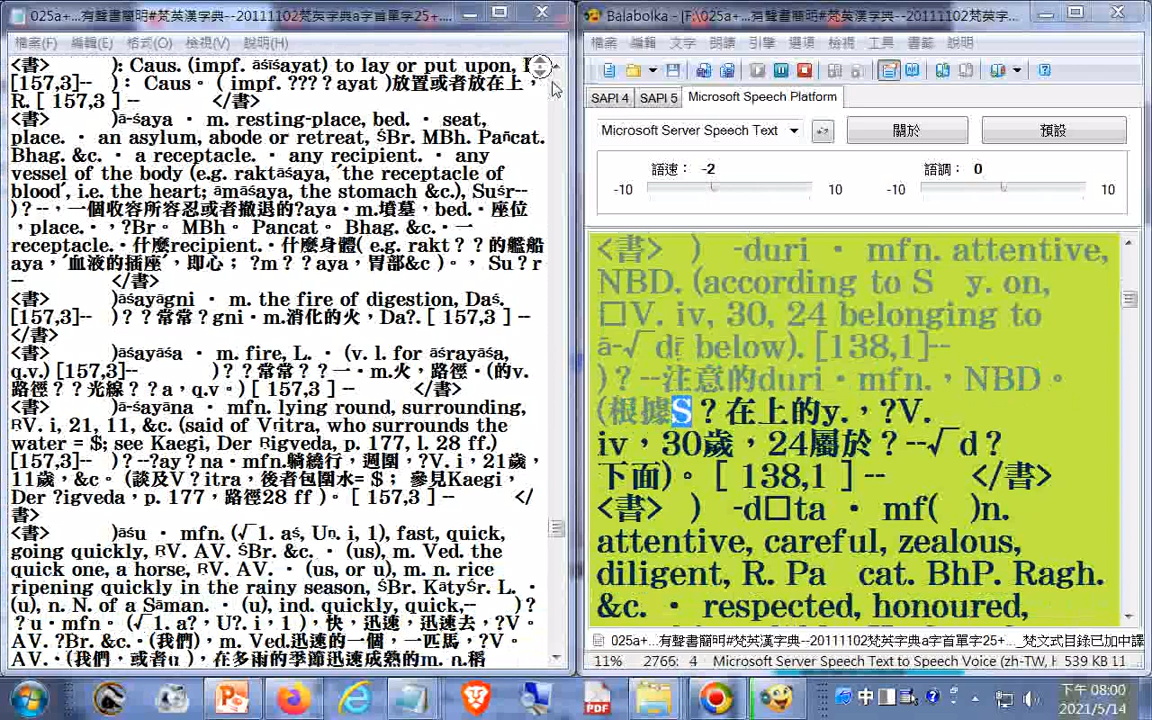 025a+...有聲書簡明#梵英漢字典--20111102梵英字典a字首單字25+....
檔案(F) 編輯(E) 格式(O) 檢視(V) 說明(H)
<書> ): Caus. (impf. āśīśayat) to lay or put upon,
[157,3]-- )： Caus。 ( impf. ????ayat )放置或者放在上，
R. [ 157,3 ] -- </書>
<書> )ā-śaya · m. resting-place, bed. · seat,
place. · an asylum, abode or retreat, ŚBr. MBh. Pañcat.
Bhag. &c. · a receptacle. · any recipient. · any
vessel of the body (e.g. raktāśaya, 'the receptacle of
blood', i.e. the heart; āmāśaya, the stomach &c.), Suśr--
)？--，一個收容所容忍或者撤退的?aya · m.墳墓，bed. · 座位
，place. · ，?Br。 MBh。 Pancat。 Bhag。 &c. · 一
receptacle. · 什麼recipient. · 什麼身體( e.g. rakt？？的艦船
aya，'血液的插座'，即心； ?m？？aya，胃部&c )。， Su？r
-- </書>
<書> )āśayāgni · m. the fire of digestion, Daś.
[157,3]-- )？？常常？gni · m.消化的火，Da?. [ 157,3 ] --
</書>
<書> )āśayāśa · m. fire, L. · (v. l. for āśrayāśa,
q.v.) [157,3]-- )？？常常？？一 · m.火，路徑 · (的v.
路徑？？光線？？a，q.v。) [ 157,3 ] -- </書>
<書> )ā-śayāna · mfn. lying round, surrounding,
RV. i, 21, 11, &c. (said of Vṛitra, who surrounds the
water = $; see Kaegi, Der Rigveda, p. 177, l. 28 ff.)
[157,3]-- )？--?ay？na · mfn.躺繞行，週圍，?V. i，21歲，
11歲，&c。(談及V？itra，後者包圍水= $； 參見Kaegi，
Der ?igveda，p. 177，路徑28 ff )。[ 157,3 ] -- </
書>
<書> )āśu · mfn. (√1. aś, Uṇ. i, 1), fast, quick,
going quickly, RV. AV. ŚBr. &c. · (us), m. Ved. the
quick one, a horse, RV. AV. · (us, or u), m. n. rice
ripening quickly in the rainy season, ŚBr. KātyŚr. L. ·
(u), n. N. of a Sāman. · (u), ind. quickly, quick,-- )？
？u · mfn。(√1. a?，U?. i，1 )，快，迅速，迅速去，?V。
AV. ?Br. &c. · (我們)，m. Ved.迅速的一個，一匹馬，?V。
AV. · (我們，或者u )，在多雨的季節迅速成熟的m. n.稻
Balabolka - [F:\025a+...有聲書簡明#梵英漢字典--20111102梵英字...
檔案 編輯 文字 朗讀 引擎 選項 檢視 工具 書籤 說明
SAPI 4 SAPI 5 Microsoft Speech Platform
Microsoft Server Speech Text 關於 預設
語速： -2 語調： 0
-10 10 -10 10
<書> ) -duri · mfn. attentive,
NBD. (according to S y. on,
□V. iv, 30, 24 belonging to
ā-√dṛ below). [138,1]--
)？--注意的duri · mfn.，NBD。
(根據S？在上的y.，?V.
iv，30歲，24屬於？--√d？
下面)。[ 138,1 ] -- </書>
<書> ) -d□ta · mf( )n.
attentive, careful, zealous,
diligent, R. Pa cat. BhP. Ragh.
&c. · respected, honoured,
025a+...有聲書簡明#梵英漢字典--20111102梵英字典a字首單字25+...梵文式目錄已加中譯
11% 2766: 4 Microsoft Server Speech Text to Speech Voice (zh-TW, H 539 KB 11
中
下午 08:00
2021/5/14